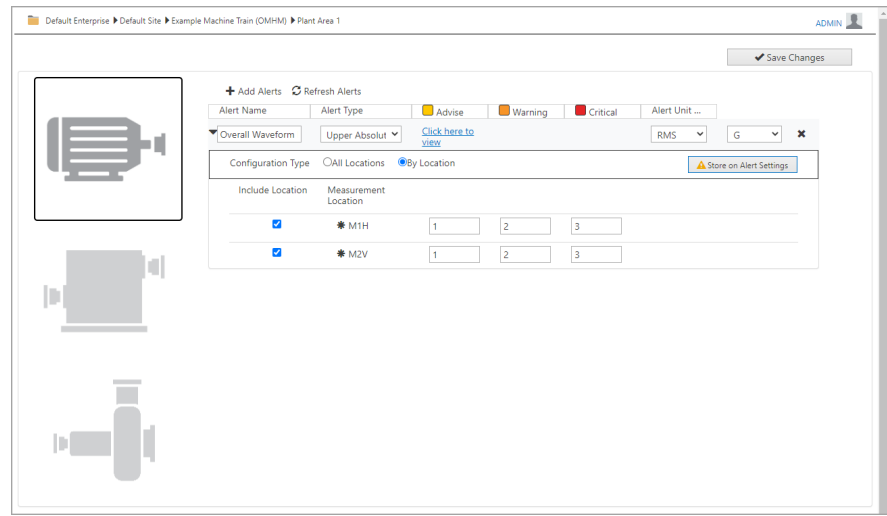 Default Enterprise Default Site Example Machine Train (OMHM) Plant Area 1
ADMIN
Save Changes
Add Alerts Refresh Alerts
Alert Name Alert Type Advise Warning Critical Alert Unit ...
Overall Waveform Upper Absolut Click here to view RMS G
Configuration Type All Locations By Location Store on Alert Settings
Include Location Measurement Location
M1H 1 2 3
M2V 1 2 3